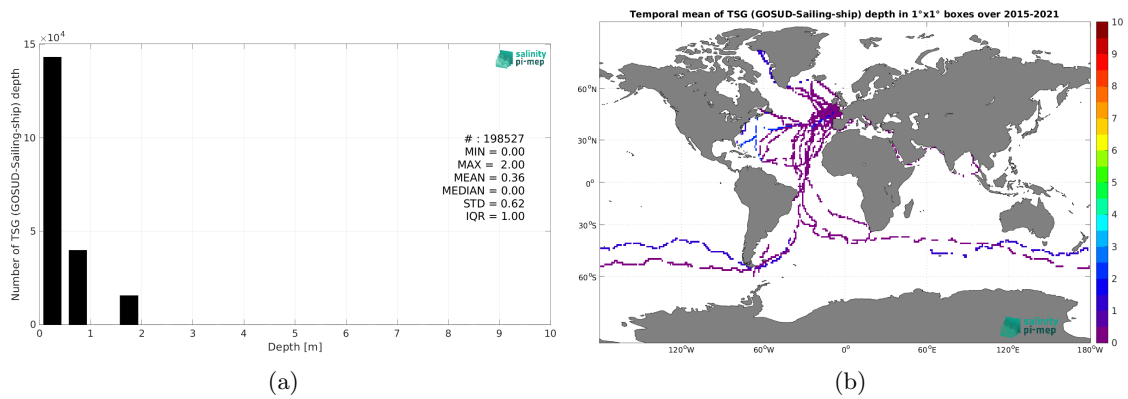 Temporal mean of TSG (GOSUD-Sailing-ship) depth in 1°x1° boxes over 2015-2021
×10⁴
15
10
5
0
Number of TSG (GOSUD-Sailing-ship) depth
salinity
pi-mep
# : 198527
MIN = 0.00
MAX = 2.00
MEAN = 0.36
MEDIAN = 0.00
STD = 0.62
IQR = 1.00
0 1 2 3 4 5 6 7 8 9 10
Depth [m]
(a)
60°N
30°N
0°
30°S
60°S
120°W 60°W 0° 60°E 120°E 180°W
salinity
pi-mep
10
9
8
7
6
5
4
3
2
1
0
(b)